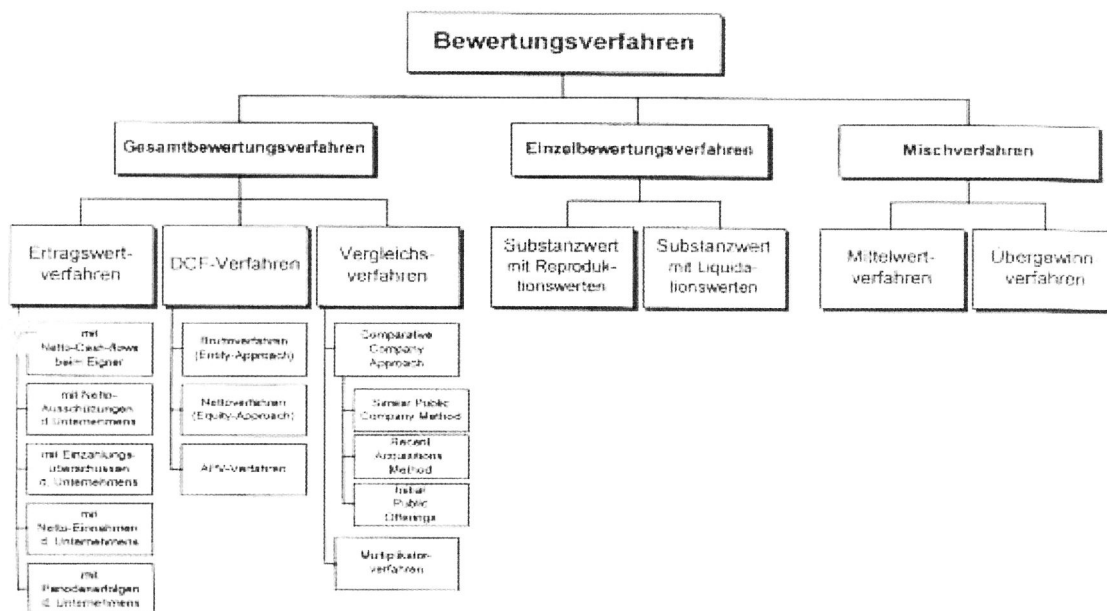 Bewertungsverfahren
Gesamtbewertungsverfahren
Einzelbewertungsverfahren
Mischverfahren
Ertragswert-
verfahren
DCF-Verfahren
Vergleichs-
verfahren
Substanzwert
mit Reproduk-
tionswerten
Substanzwert
mit Liquida-
tionswerten
Mittelwert-
verfahren
Übergewinn
verfahren
mit
Netto-Cash-flows
beim Eigner
mit Netto-
Ausschüttungen
d. Unternehmens
mit Einzahlungs-
überschüssen
d. Unternehmens
mit
Netto-Einnahmen
d. Unternehmens
mit
Periodenerfolgen
d. Unternehmens
Bruttoverfahren
(Entity-Approach)
Nettoverfahren
(Equity-Approach)
APV-Verfahren
Comparative
Company
Approach
Similar Public
Company Method
Recent
Acquisitions
Method
Initial
Public
Offerings
Multiplikator-
verfahren